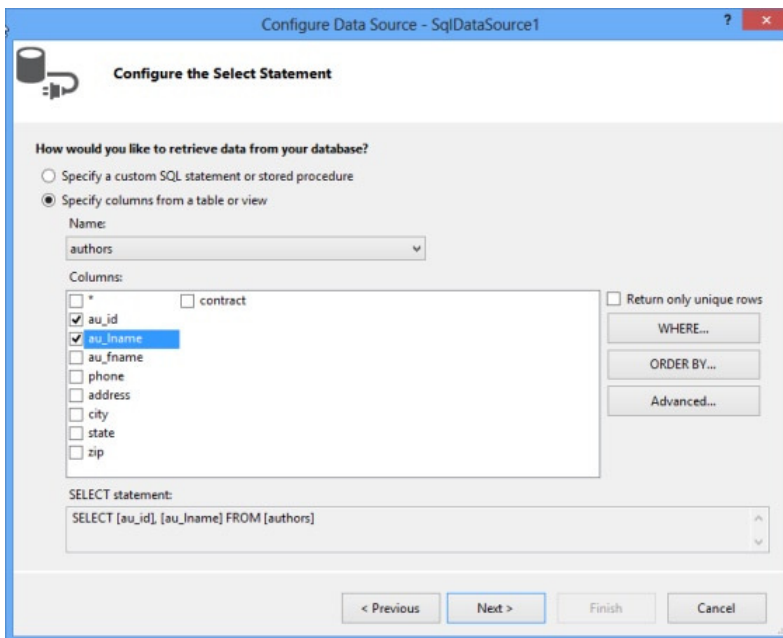 Configure Data Source - SqlDataSource1
?
Configure the Select Statement
How would you like to retrieve data from your database?
Specify a custom SQL statement or stored procedure
Specify columns from a table or view
Name:
authors
Columns:
* contract
au_id
au_lname
au_fname
phone
address
city
state
zip
Return only unique rows
WHERE...
ORDER BY...
Advanced...
SELECT statement:
SELECT [au_id], [au_lname] FROM [authors]
< Previous Next > Finish Cancel